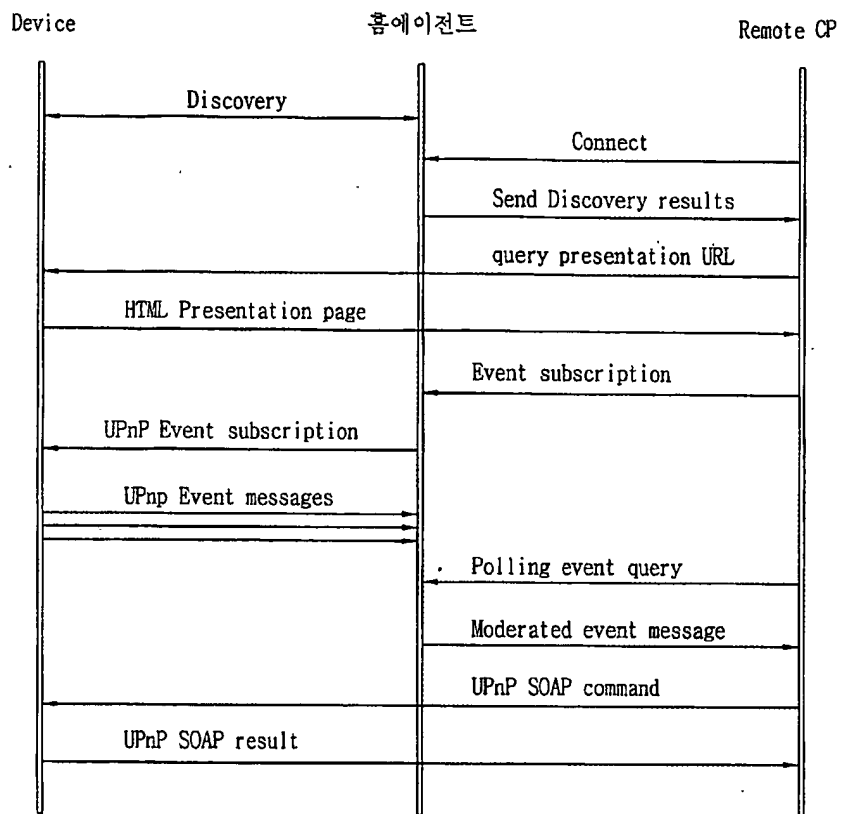 Device
홈에이전트
Remote CP
Discovery
Connect
Send Discovery results
query presentation URL
HTML Presentation page
Event subscription
UPnP Event subscription
UPnp Event messages
Polling event query
Moderated event message
UPnP SOAP command
UPnP SOAP result